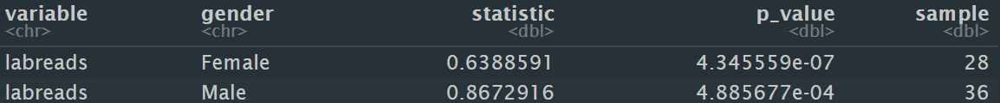 variable gender statistic p_value sample
<chr> <chr> <dbl> <dbl> <dbl>
labreads Female 0.6388591 4.345559e-07 28
labreads Male 0.8672916 4.885677e-04 36